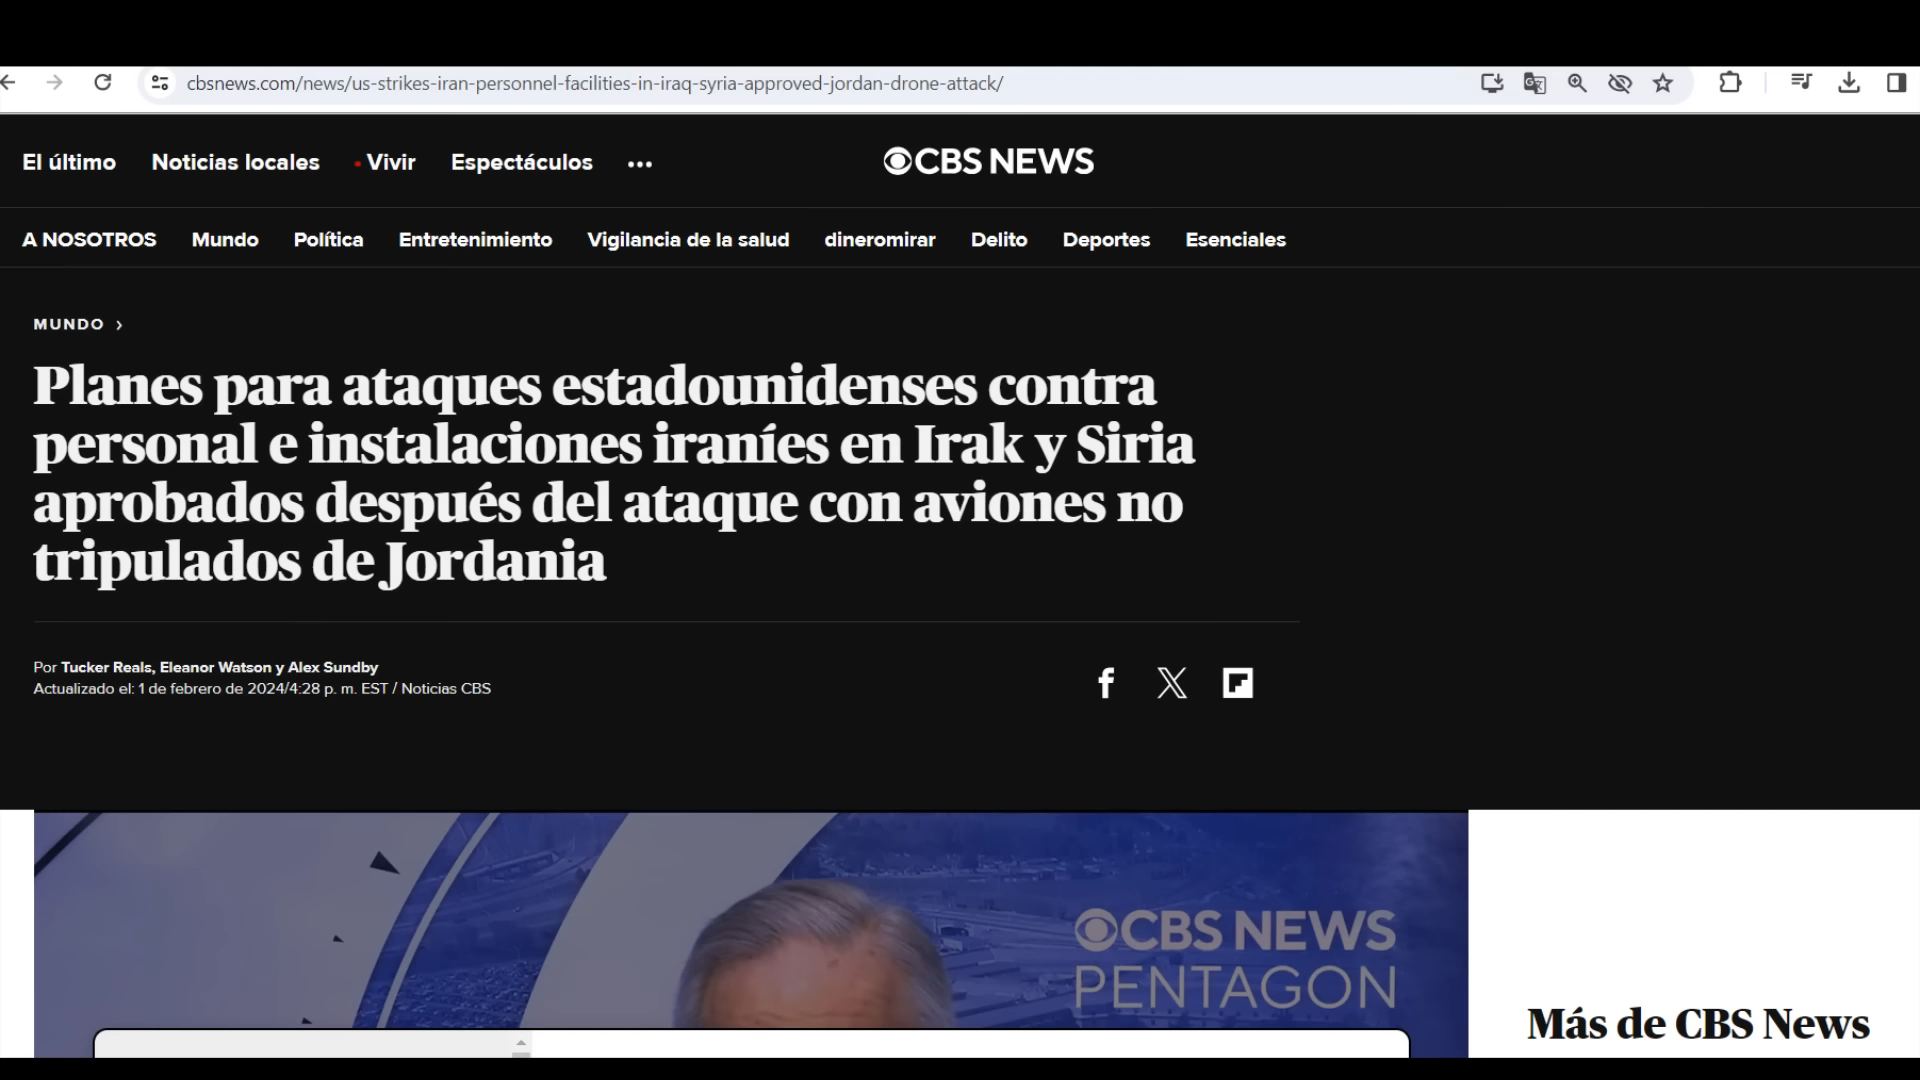 cbsnews.com/news/us-strikes-iran-personnel-facilities-in-iraq-syria-approved-jordan-drone-attack/
El último Noticias locales Vivir Espectáculos ...
CBS NEWS
A NOSOTROS Mundo Política Entretenimiento Vigilancia de la salud dineromirar Delito Deportes Esenciales
MUNDO >
Planes para ataques estadounidenses contra
personal e instalaciones iraníes en Irak y Siria
aprobados después del ataque con aviones no
tripulados de Jordania
Por Tucker Reals, Eleanor Watson y Alex Sundby
Actualizado el: 1 de febrero de 2024/4:28 p. m. EST / Noticias CBS
CBS NEWS
PENTAGON
Más de CBS News